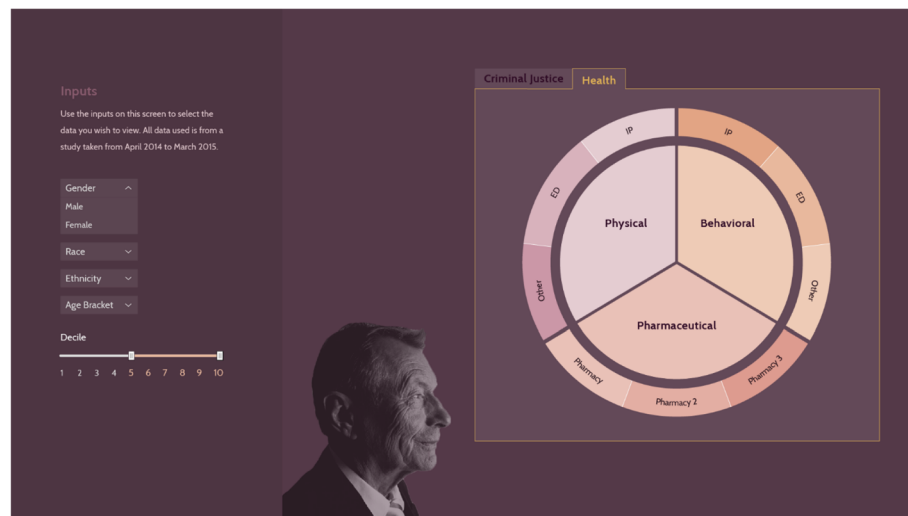 Inputs
Use the inputs on this screen to select the
data you wish to view. All data used is from a
study taken from April 2014 to March 2015.
Gender
Male
Female
Race
Ethnicity
Age Bracket
Decile
1 2 3 4 5 6 7 8 9 10
Criminal Justice
Health
IP
IP
ED
ED
Physical
Behavioral
Other
Other
Pharmaceutical
Pharmacy
Pharmacy 2
Pharmacy 3